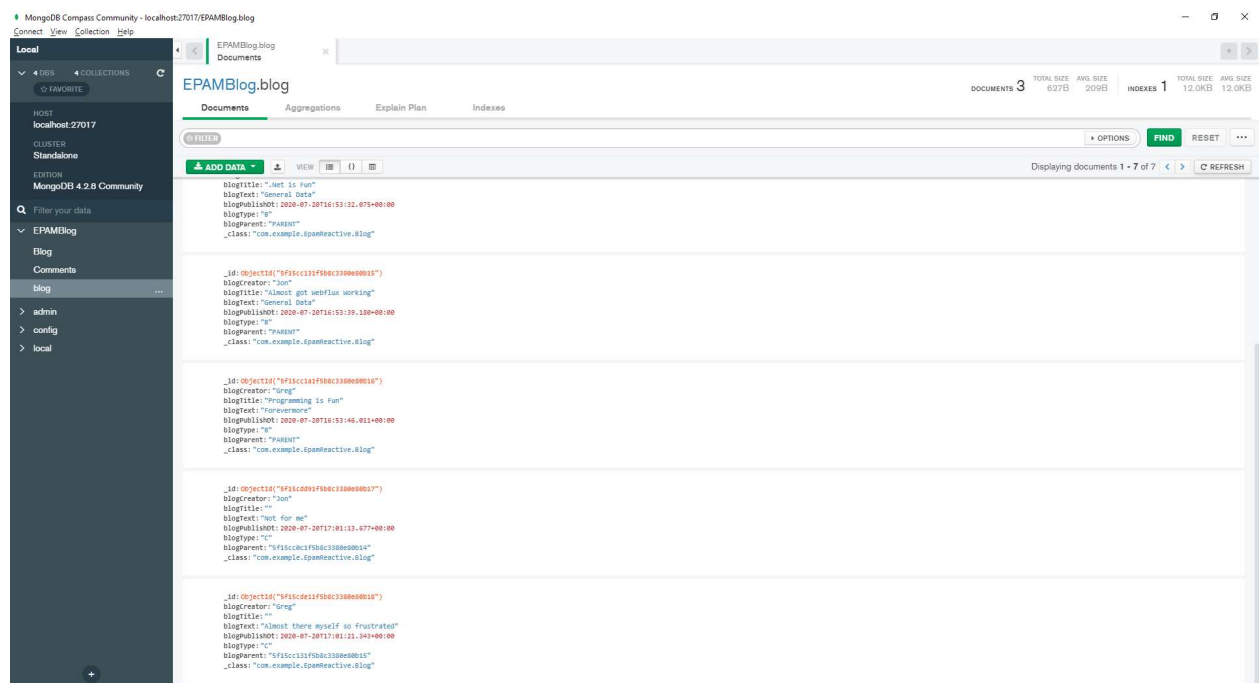 MongoDB Compass Community - localhost:27017/EPAMBlog.blog
Connect View Collection Help
Local
4 DBS 4 COLLECTIONS
FAVORITE
HOST
localhost:27017
CLUSTER
Standalone
EDITION
MongoDB 4.2.8 Community
Filter your data
EPAMBlog
Blog
Comments
blog ...
admin
config
local
EPAMBlog.blog
Documents
EPAMBlog.blog
DOCUMENTS 3 TOTAL SIZE 627B AVG. SIZE 209B INDEXES 1 TOTAL SIZE 12.0KB AVG. SIZE 12.0KB
Documents Aggregations Explain Plan Indexes
FILTER OPTIONS FIND RESET ...
ADD DATA VIEW {} Displaying documents 1 - 7 of 7 REFRESH
blogTitle: ".Net is Fun"
blogText: "General Data"
blogPublishDt: 2020-07-20T16:53:32.075+00:00
blogType: "B"
blogParent: "PARENT"
_class: "com.example.EpamReactive.Blog"
_id: ObjectId("5f15cc131f5b8c3380e80b15")
blogCreator: "Jon"
blogTitle: "Almost got Webflux Working"
blogText: "General Data"
blogPublishDt: 2020-07-20T16:53:39.180+00:00
blogType: "B"
blogParent: "PARENT"
_class: "com.example.EpamReactive.Blog"
_id: ObjectId("5f15cc1a1f5b8c3380e80b16")
blogCreator: "Greg"
blogTitle: "Programming is Fun"
blogText: "Forevermore"
blogPublishDt: 2020-07-20T16:53:46.011+00:00
blogType: "B"
blogParent: "PARENT"
_class: "com.example.EpamReactive.Blog"
_id: ObjectId("5f15cdd91f5b8c3380e80b17")
blogCreator: "Jon"
blogTitle: ""
blogText: "Not for me"
blogPublishDt: 2020-07-20T17:01:13.677+00:00
blogType: "C"
blogParent: "5f15cc0c1f5b8c3380e80b14"
_class: "com.example.EpamReactive.Blog"
_id: ObjectId("5f15cde11f5b8c3380e80b18")
blogCreator: "Greg"
blogTitle: ""
blogText: "Almost there myself so frustrated"
blogPublishDt: 2020-07-20T17:01:21.343+00:00
blogType: "C"
blogParent: "5f15cc131f5b8c3380e80b15"
_class: "com.example.EpamReactive.Blog"